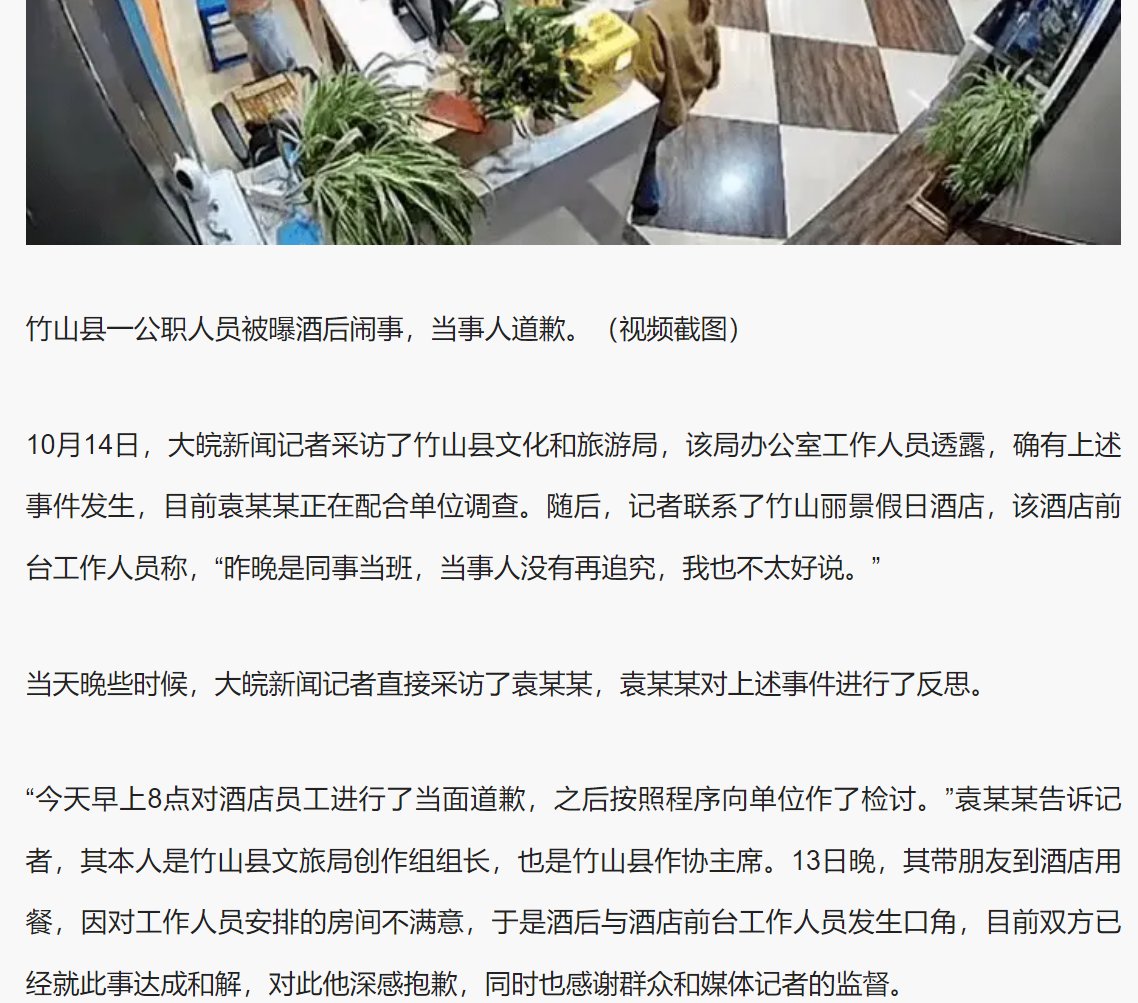 竹山县一公职人员被曝酒后闹事，当事人道歉。（视频截图）
10月14日，大皖新闻记者采访了竹山县文化和旅游局，该局办公室工作人员透露，确有上述
事件发生，目前袁某某正在配合单位调查。随后，记者联系了竹山丽景假日酒店，该酒店前
台工作人员称，“昨晚是同事当班，当事人没有再追究，我也不太好说。”
当天晚些时候，大皖新闻记者直接采访了袁某某，袁某某对上述事件进行了反思。
“今天早上8点对酒店员工进行了当面道歉，之后按照程序向单位作了检讨。”袁某某告诉记
者，其本人是竹山县文旅局创作组组长，也是竹山县作协主席。13日晚，其带朋友到酒店用
餐，因对工作人员安排的房间不满意，于是酒后与酒店前台工作人员发生口角，目前双方已
经就此事达成和解，对此他深感抱歉，同时也感谢群众和媒体记者的监督。